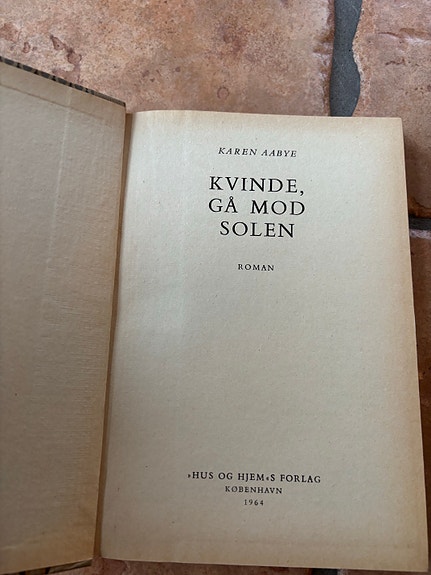 KAREN AABYE
KVINDE,
GÅ MOD
SOLEN
ROMAN
»HUS OG HJEM«S FORLAG
KØBENHAVN
1964